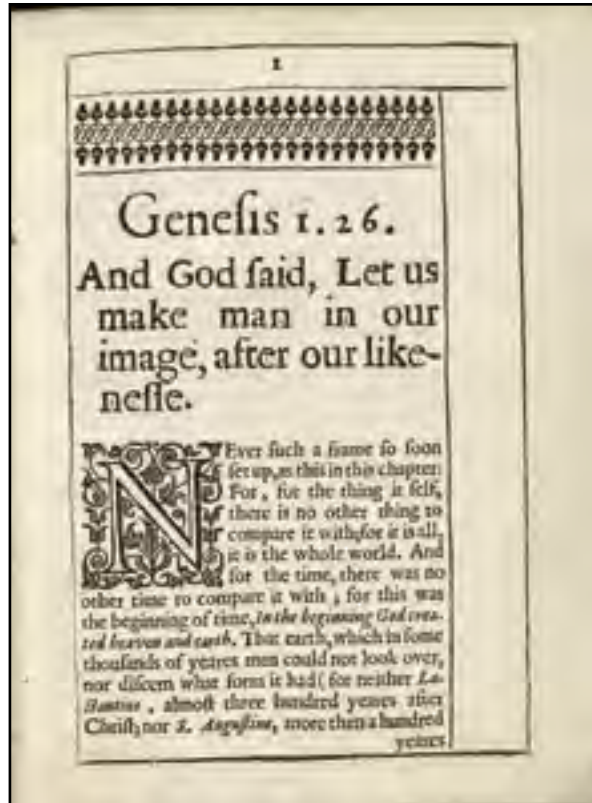 1
Geneſis 1.26.
And God ſaid, Let us
make man in our
image, after our like-
neſſe.
NEver ſuch a frame ſo ſoon
ſet up, as this in this chapter:
For, for the thing it ſelf,
there is no other thing to
compare it with; for it is all,
it is the whole world. And
for the time, there was no
other time to compare it with; for this was
the beginning of time, In the beginning God crea-
ted heaven and earth. That earth, which in ſome
thouſands of yeares men could not look over,
nor diſcern what form it had (for neither La-
ctantius, almoſt three hundred yeares after
Chriſt; nor S. Auguſtine, more then a hundred
yeares